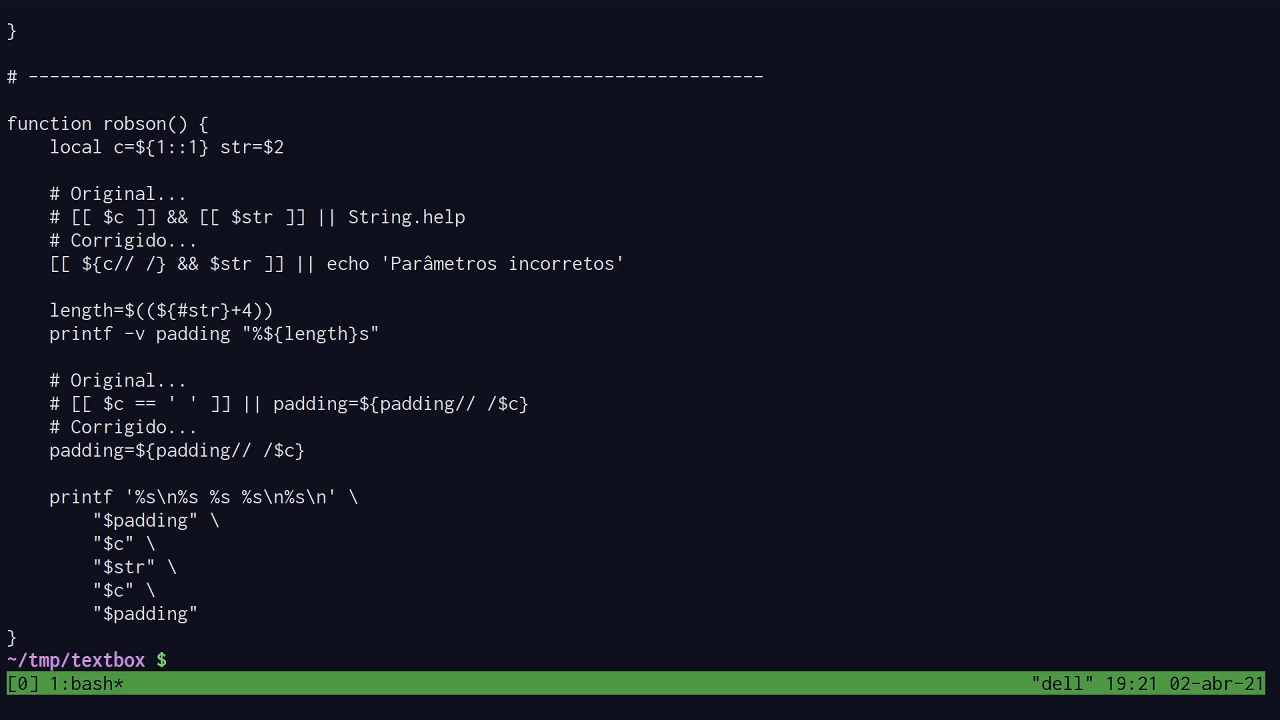 }
# ---------------------------------------------------------------------
function robson() {
    local c=${1::1} str=$2
    # Original...
    # [[ $c ]] && [[ $str ]] || String.help
    # Corrigido...
    [[ ${c// /} && $str ]] || echo 'Parâmetros incorretos'
    length=$((${#str}+4))
    printf -v padding "%${length}s"
    # Original...
    # [[ $c == ' ' ]] || padding=${padding// /$c}
    # Corrigido...
    padding=${padding// /$c}
    printf '%s\n%s %s %s\n%s\n' \
        "$padding" \
        "$c" \
        "$str" \
        "$c" \
        "$padding"
}
~/tmp/textbox $
[0] 1:bash* "dell" 19:21 02-abr-21